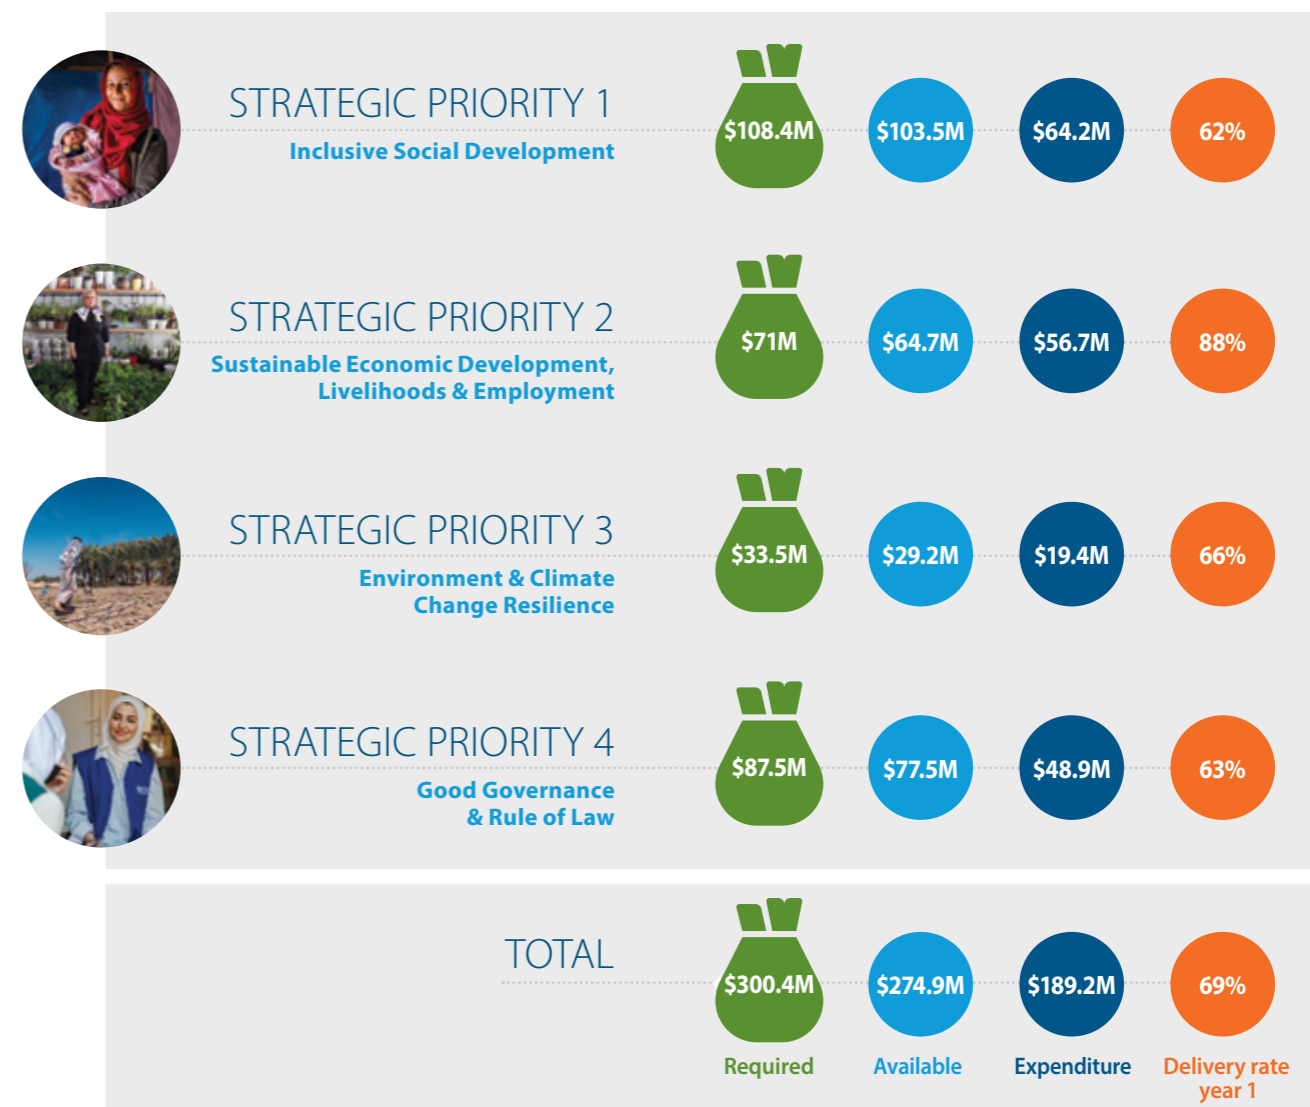 STRATEGIC PRIORITY 1
Inclusive Social Development
$108.4M
$103.5M
$64.2M
62%
STRATEGIC PRIORITY 2
Sustainable Economic Development,
Livelihoods & Employment
$71M
$64.7M
$56.7M
88%
STRATEGIC PRIORITY 3
Environment & Climate
Change Resilience
$33.5M
$29.2M
$19.4M
66%
STRATEGIC PRIORITY 4
Good Governance
& Rule of Law
$87.5M
$77.5M
$48.9M
63%
TOTAL
$300.4M
$274.9M
$189.2M
69%
Required
Available
Expenditure
Delivery rate
year 1